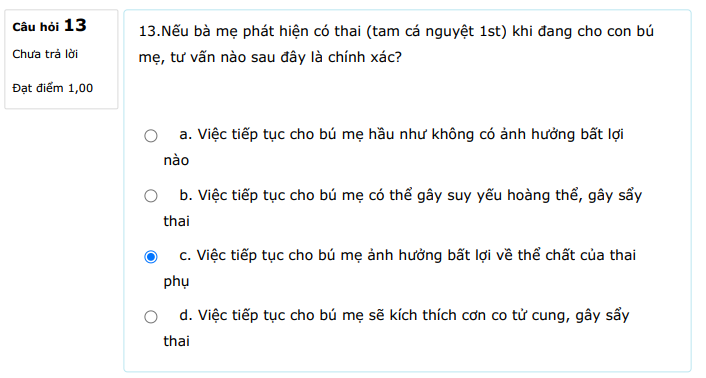 Câu hỏi 13
Chưa trả lời
Đạt điểm 1,00
13.Nếu bà mẹ phát hiện có thai (tam cá nguyệt 1st) khi đang cho con bú
mẹ, tư vấn nào sau đây là chính xác?
a. Việc tiếp tục cho bú mẹ hầu như không có ảnh hưởng bất lợi
nào
b. Việc tiếp tục cho bú mẹ có thể gây suy yếu hoàng thể, gây sẩy
thai
c. Việc tiếp tục cho bú mẹ ảnh hưởng bất lợi về thể chất của thai
phụ
d. Việc tiếp tục cho bú mẹ sẽ kích thích cơn co tử cung, gây sẩy
thai